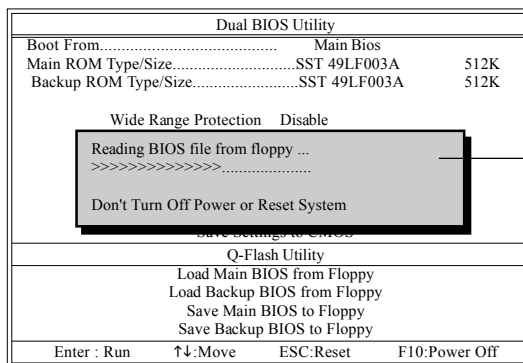 Dual BIOS Utility
Boot From.......................................... Main Bios
Main ROM Type/Size.............................SST 49LF003A 512K
Backup ROM Type/Size.........................SST 49LF003A 512K
Wide Range Protection Disable
Reading BIOS file from floppy ...
>>>>>>>>>>>>>>.....................
Don't Turn Off Power or Reset System
Save Settings to CMOS
Q-Flash Utility
Load Main BIOS from Floppy
Load Backup BIOS from Floppy
Save Main BIOS to Floppy
Save Backup BIOS to Floppy
Enter : Run ↑↓:Move ESC:Reset F10:Power Off